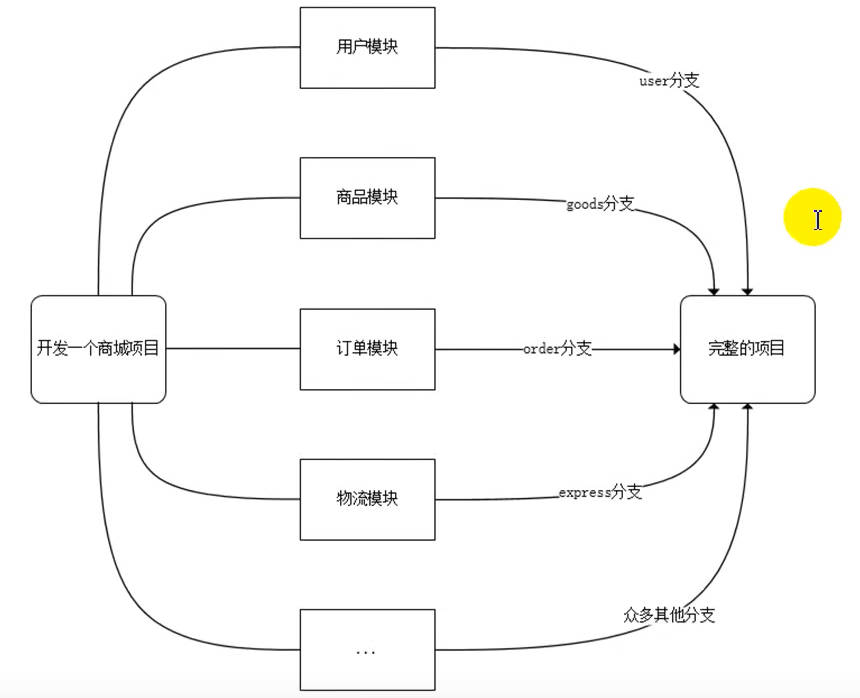 用户模块
user分支
商品模块
goods分支
开发一个商城项目
订单模块
order分支
完整的项目
物流模块
express分支
...
众多其他分支